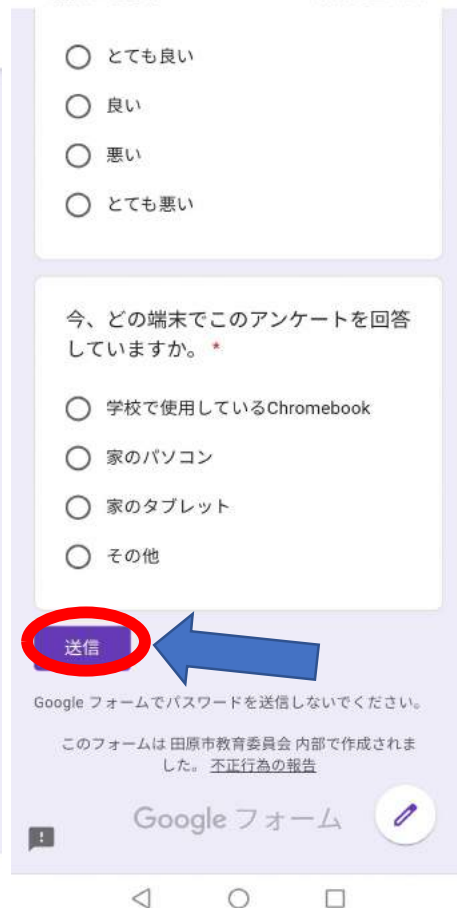 とても良い
良い
悪い
とても悪い
今、どの端末でこのアンケートを回答
していますか。 *
学校で使用しているChromebook
家のパソコン
家のタブレット
その他
送信
Google フォームでパスワードを送信しないでください。
このフォームは 田原市教育委員会 内部で作成されま
した。 不正行為の報告
Google フォーム